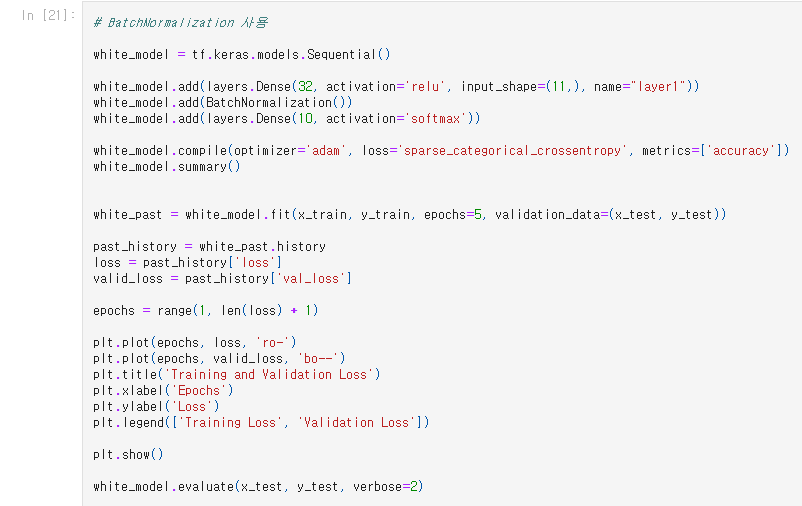 In [21]:
# BatchNormalization 사용
white_model = tf.keras.models.Sequential()
white_model.add(layers.Dense(32, activation='relu', input_shape=(11,), name="layer1"))
white_model.add(BatchNormalization())
white_model.add(layers.Dense(10, activation='softmax'))
white_model.compile(optimizer='adam', loss='sparse_categorical_crossentropy', metrics=['accuracy'])
white_model.summary()
white_past = white_model.fit(x_train, y_train, epochs=5, validation_data=(x_test, y_test))
past_history = white_past.history
loss = past_history['loss']
valid_loss = past_history['val_loss']
epochs = range(1, len(loss) + 1)
plt.plot(epochs, loss, 'ro-')
plt.plot(epochs, valid_loss, 'bo--')
plt.title('Training and Validation Loss')
plt.xlabel('Epochs')
plt.ylabel('Loss')
plt.legend(['Training Loss', 'Validation Loss'])
plt.show()
white_model.evaluate(x_test, y_test, verbose=2)